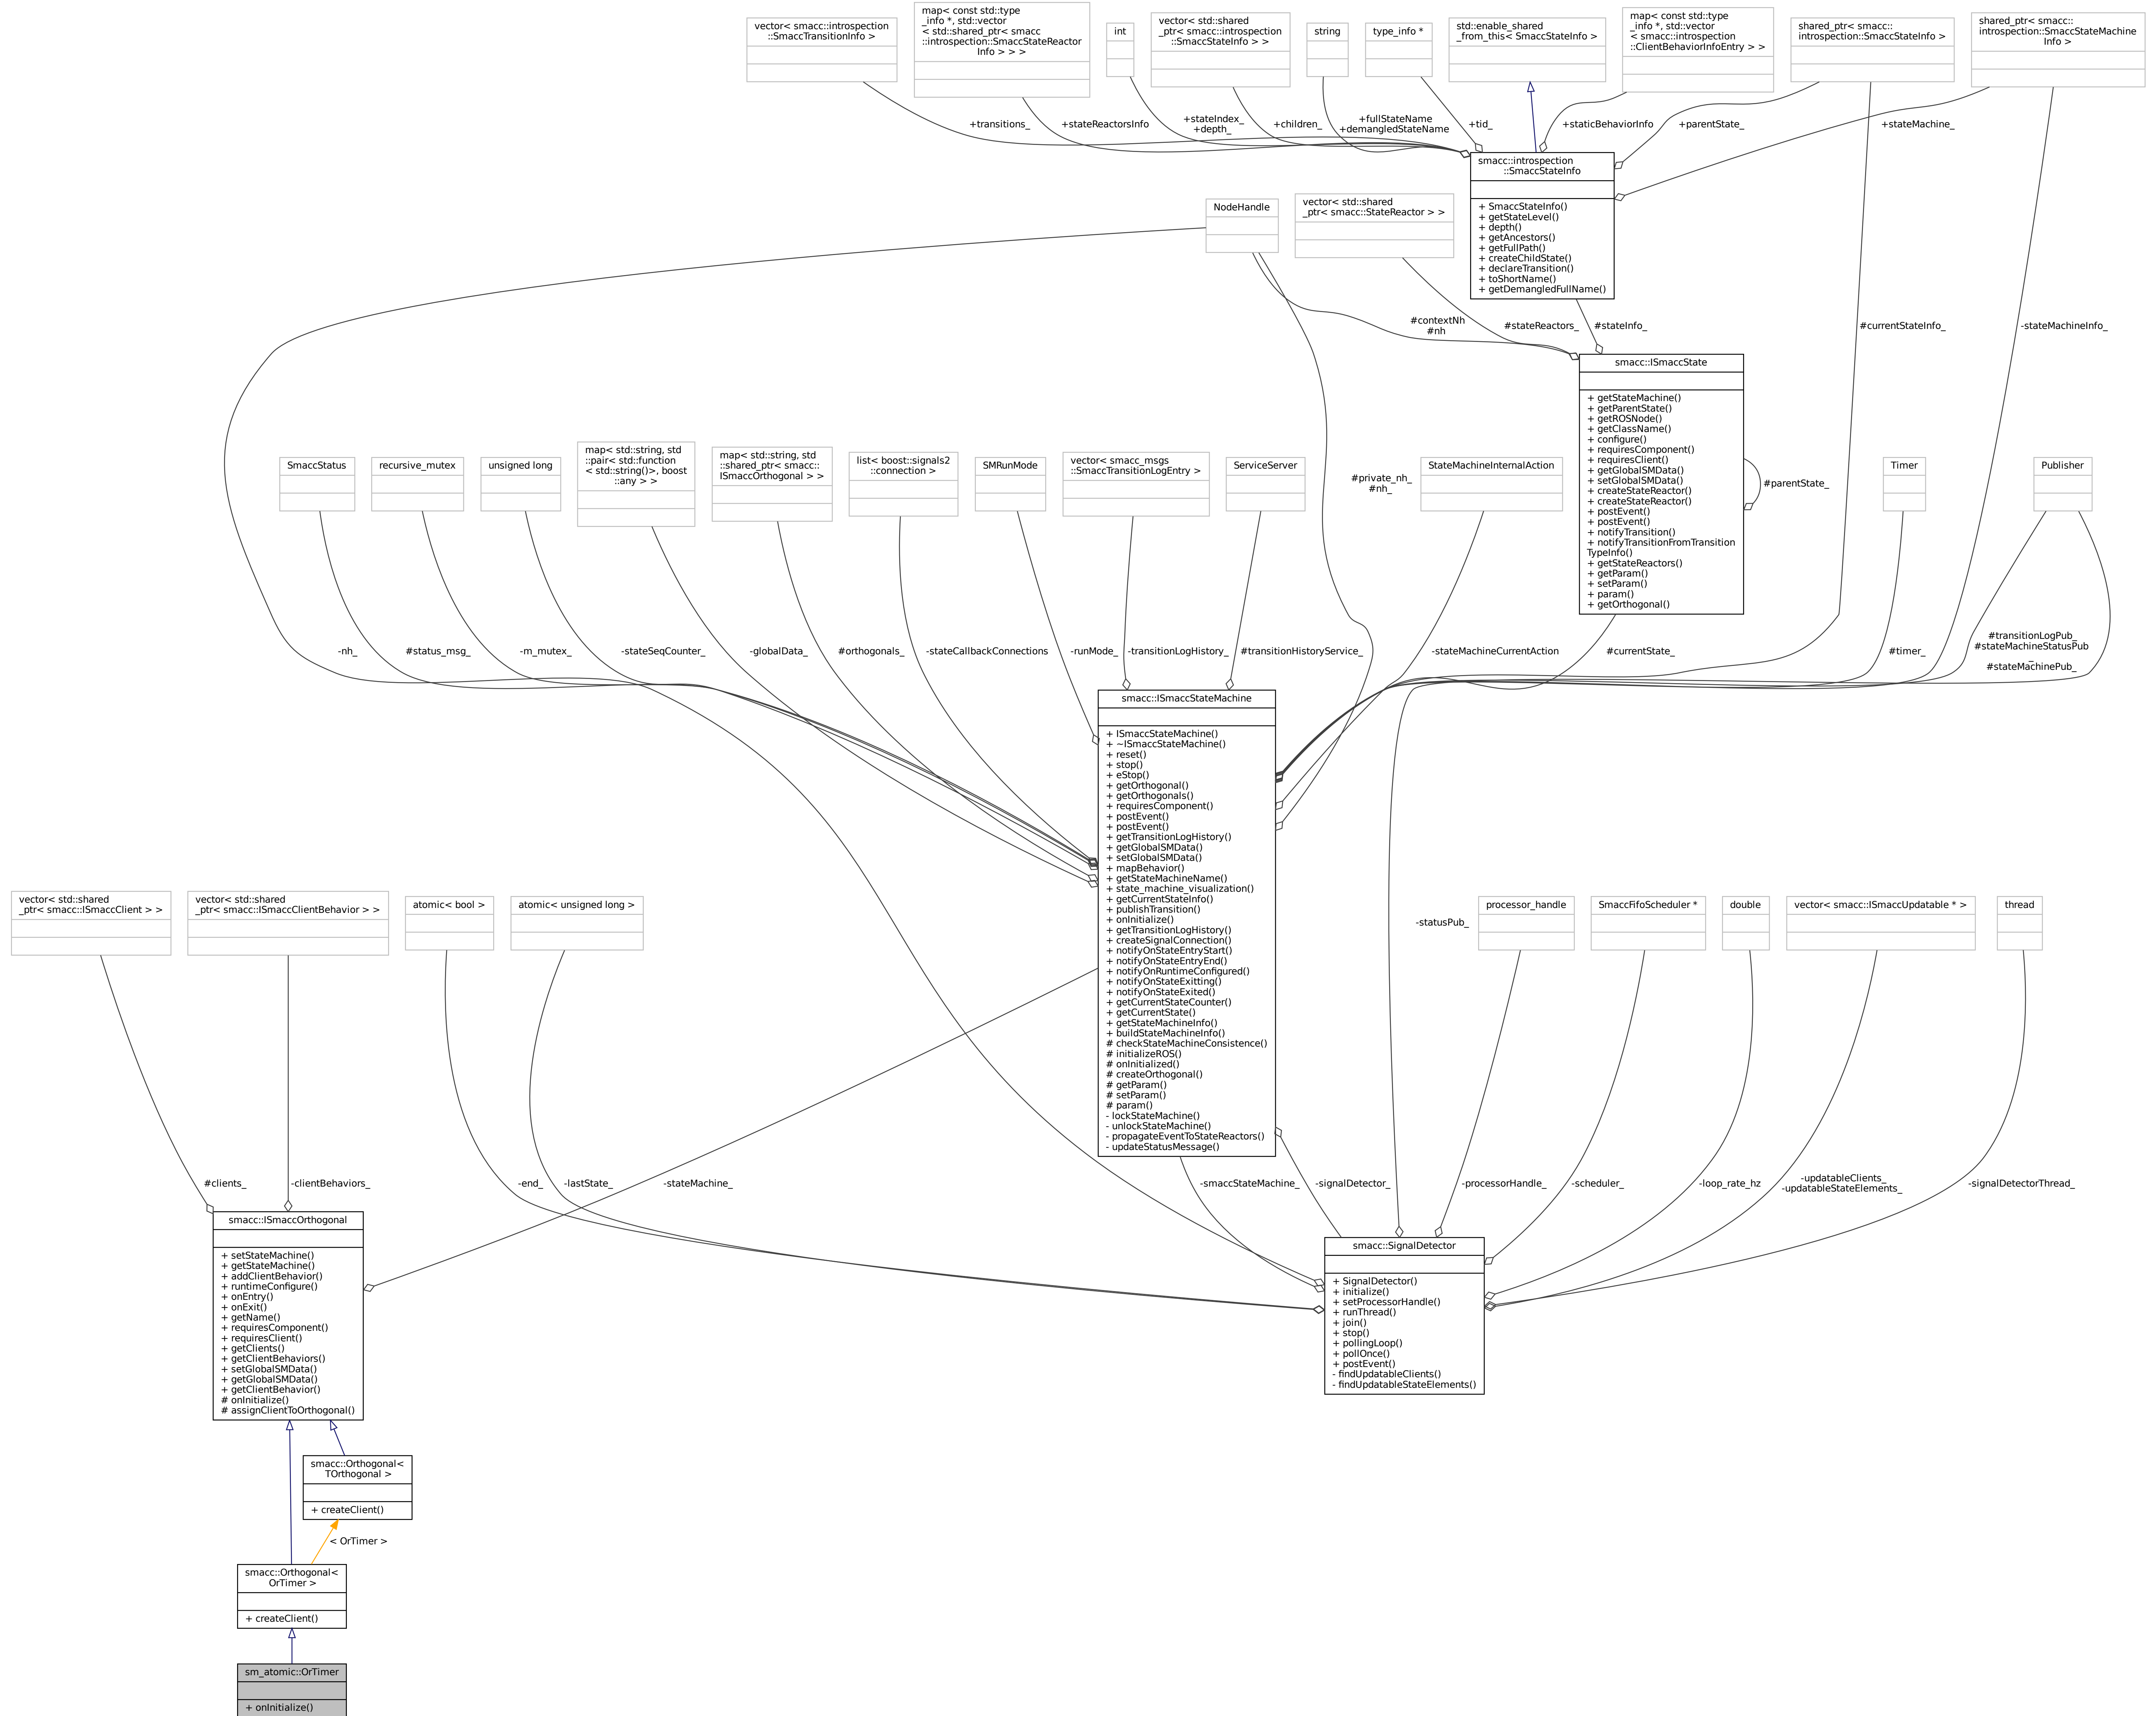 vector< smacc::introspection
::SmaccTransitionInfo >
map< const std::type
_info *, std::vector
< std::shared_ptr< smacc
::introspection::SmaccStateReactor
Info > > >
int
vector< std::shared
_ptr< smacc::introspection
::SmaccStateInfo > >
string
type_info *
std::enable_shared
_from_this< SmaccStateInfo >
map< const std::type
_info *, std::vector
< smacc::introspection
::ClientBehaviorInfoEntry > >
shared_ptr< smacc::
introspection::SmaccStateInfo >
shared_ptr< smacc::
introspection::SmaccStateMachine
Info >
+transitions_
+stateReactorsInfo
+stateIndex_
+depth_
+children_
+fullStateName
+demangledStateName
+tid_
+staticBehaviorInfo
+parentState_
+stateMachine_
smacc::introspection
::SmaccStateInfo
+ SmaccStateInfo()
+ getStateLevel()
+ depth()
+ getAncestors()
+ getFullPath()
+ createChildState()
+ declareTransition()
+ toShortName()
+ getDemangledFullName()
NodeHandle
vector< std::shared
_ptr< smacc::StateReactor > >
#contextNh
#nh
#stateReactors_
#stateInfo_
#currentStateInfo_
-stateMachineInfo_
smacc::ISmaccState
+ getStateMachine()
+ getParentState()
+ getROSNode()
+ getClassName()
+ configure()
+ requiresComponent()
+ requiresClient()
+ getGlobalSMData()
+ setGlobalSMData()
+ createStateReactor()
+ createStateReactor()
+ postEvent()
+ postEvent()
+ notifyTransition()
+ notifyTransitionFromTransition
TypeInfo()
+ getStateReactors()
+ getParam()
+ setParam()
+ param()
+ getOrthogonal()
#parentState_
SmaccStatus
recursive_mutex
unsigned long
map< std::string, std
::pair< std::function
< std::string()>, boost
::any > >
map< std::string, std
::shared_ptr< smacc::
ISmaccOrthogonal > >
list< boost::signals2
::connection >
SMRunMode
vector< smacc_msgs
::SmaccTransitionLogEntry >
ServiceServer
#private_nh_
#nh_
StateMachineInternalAction
Timer
Publisher
-nh_
#status_msg_
-m_mutex_
-stateSeqCounter_
-globalData_
#orthogonals_
-stateCallbackConnections
-runMode_
-transitionLogHistory_
#transitionHistoryService_
-stateMachineCurrentAction
#currentState_
#timer_
#transitionLogPub_
#stateMachineStatusPub
_
#stateMachinePub_
smacc::ISmaccStateMachine
+ ISmaccStateMachine()
+ ~ISmaccStateMachine()
+ reset()
+ stop()
+ eStop()
+ getOrthogonal()
+ getOrthogonals()
+ requiresComponent()
+ postEvent()
+ postEvent()
+ getTransitionLogHistory()
+ getGlobalSMData()
+ setGlobalSMData()
+ mapBehavior()
+ getStateMachineName()
+ state_machine_visualization()
+ getCurrentStateInfo()
+ publishTransition()
+ onInitialize()
+ getTransitionLogHistory()
+ createSignalConnection()
+ notifyOnStateEntryStart()
+ notifyOnStateEntryEnd()
+ notifyOnRuntimeConfigured()
+ notifyOnStateExitting()
+ notifyOnStateExited()
+ getCurrentStateCounter()
+ getCurrentState()
+ getStateMachineInfo()
+ buildStateMachineInfo()
# checkStateMachineConsistence()
# initializeROS()
# onInitialized()
# createOrthogonal()
# getParam()
# setParam()
# param()
- lockStateMachine()
- unlockStateMachine()
- propagateEventToStateReactors()
- updateStatusMessage()
vector< std::shared
_ptr< smacc::ISmaccClient > >
vector< std::shared
_ptr< smacc::ISmaccClientBehavior > >
atomic< bool >
atomic< unsigned long >
-statusPub_
processor_handle
SmaccFifoScheduler *
double
vector< smacc::ISmaccUpdatable * >
thread
#clients_
-clientBehaviors_
-end_
-lastState_
-stateMachine_
-smaccStateMachine_
-signalDetector_
-processorHandle_
-scheduler_
-loop_rate_hz
-updatableClients_
-updatableStateElements_
-signalDetectorThread_
smacc::ISmaccOrthogonal
+ setStateMachine()
+ getStateMachine()
+ addClientBehavior()
+ runtimeConfigure()
+ onEntry()
+ onExit()
+ getName()
+ requiresComponent()
+ requiresClient()
+ getClients()
+ getClientBehaviors()
+ setGlobalSMData()
+ getGlobalSMData()
+ getClientBehavior()
# onInitialize()
# assignClientToOrthogonal()
smacc::SignalDetector
+ SignalDetector()
+ initialize()
+ setProcessorHandle()
+ runThread()
+ join()
+ stop()
+ pollingLoop()
+ pollOnce()
+ postEvent()
- findUpdatableClients()
- findUpdatableStateElements()
smacc::Orthogonal<
TOrthogonal >
+ createClient()
< OrTimer >
smacc::Orthogonal<
OrTimer >
+ createClient()
sm_atomic::OrTimer
+ onInitialize()